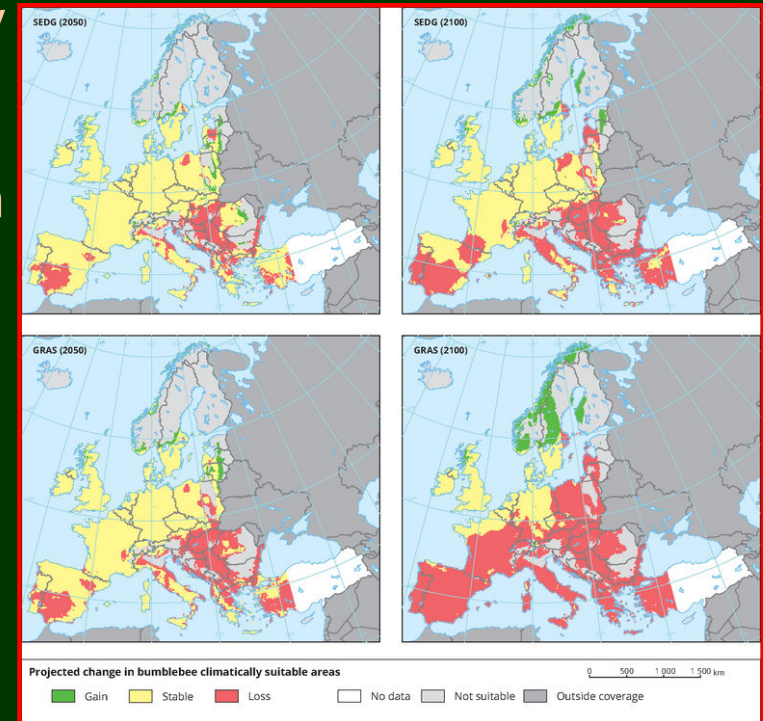 SEDG (2050)
SEDG (2100)
GRAS (2050)
GRAS (2100)
Projected change in bumblebee climatically suitable areas
0 500 1 000 1 500 km
Gain Stable Loss No data Not suitable Outside coverage